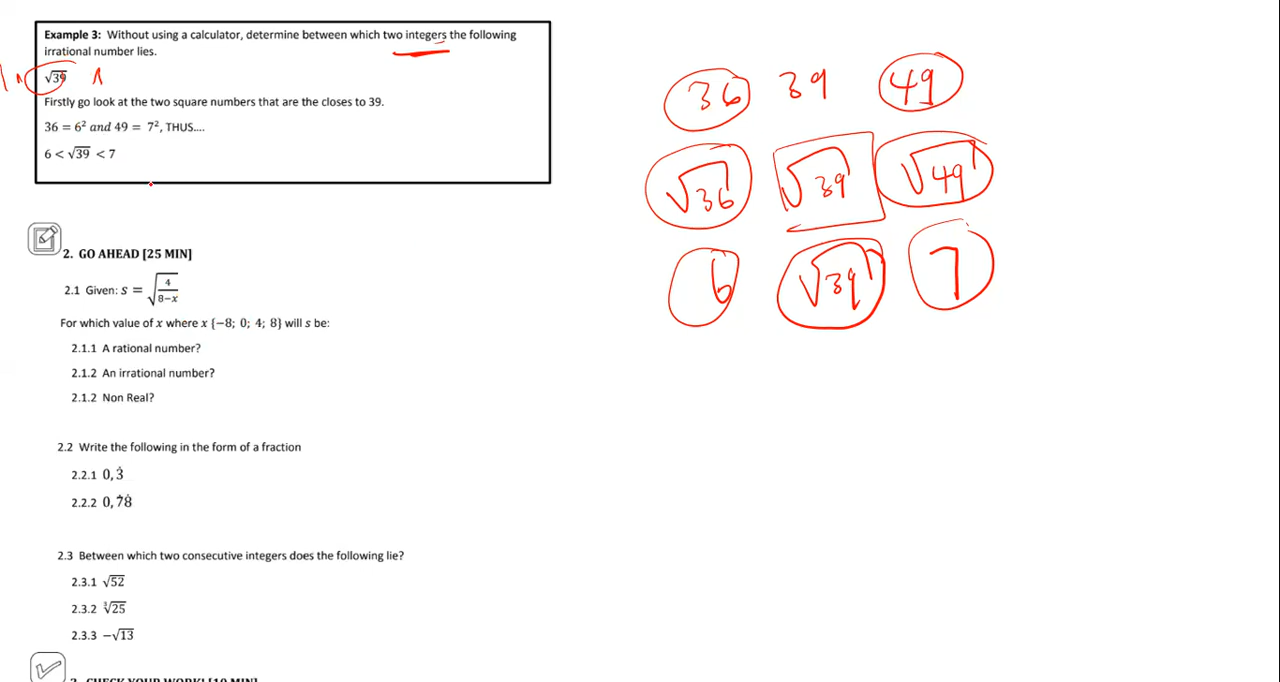 Example 3: Without using a calculator, determine between which two integers the following
irrational number lies.
√39
Firstly go look at the two square numbers that are the closes to 39.
36 = 6² and 49 = 7², THUS....
6 < √39 < 7
36 39 49
√36 √39 √49
6 √39 7
2. GO AHEAD [25 MIN]
2.1 Given: s = √(4/(8−x))
For which value of x where x {−8; 0; 4; 8} will s be:
2.1.1 A rational number?
2.1.2 An irrational number?
2.1.2 Non Real?
2.2 Write the following in the form of a fraction
2.2.1 0,3̇
2.2.2 0,7̇8̇
2.3 Between which two consecutive integers does the following lie?
2.3.1 √52
2.3.2 ∛25
2.3.3 −√13
3. CHECK YOUR WORK! [10 MIN]